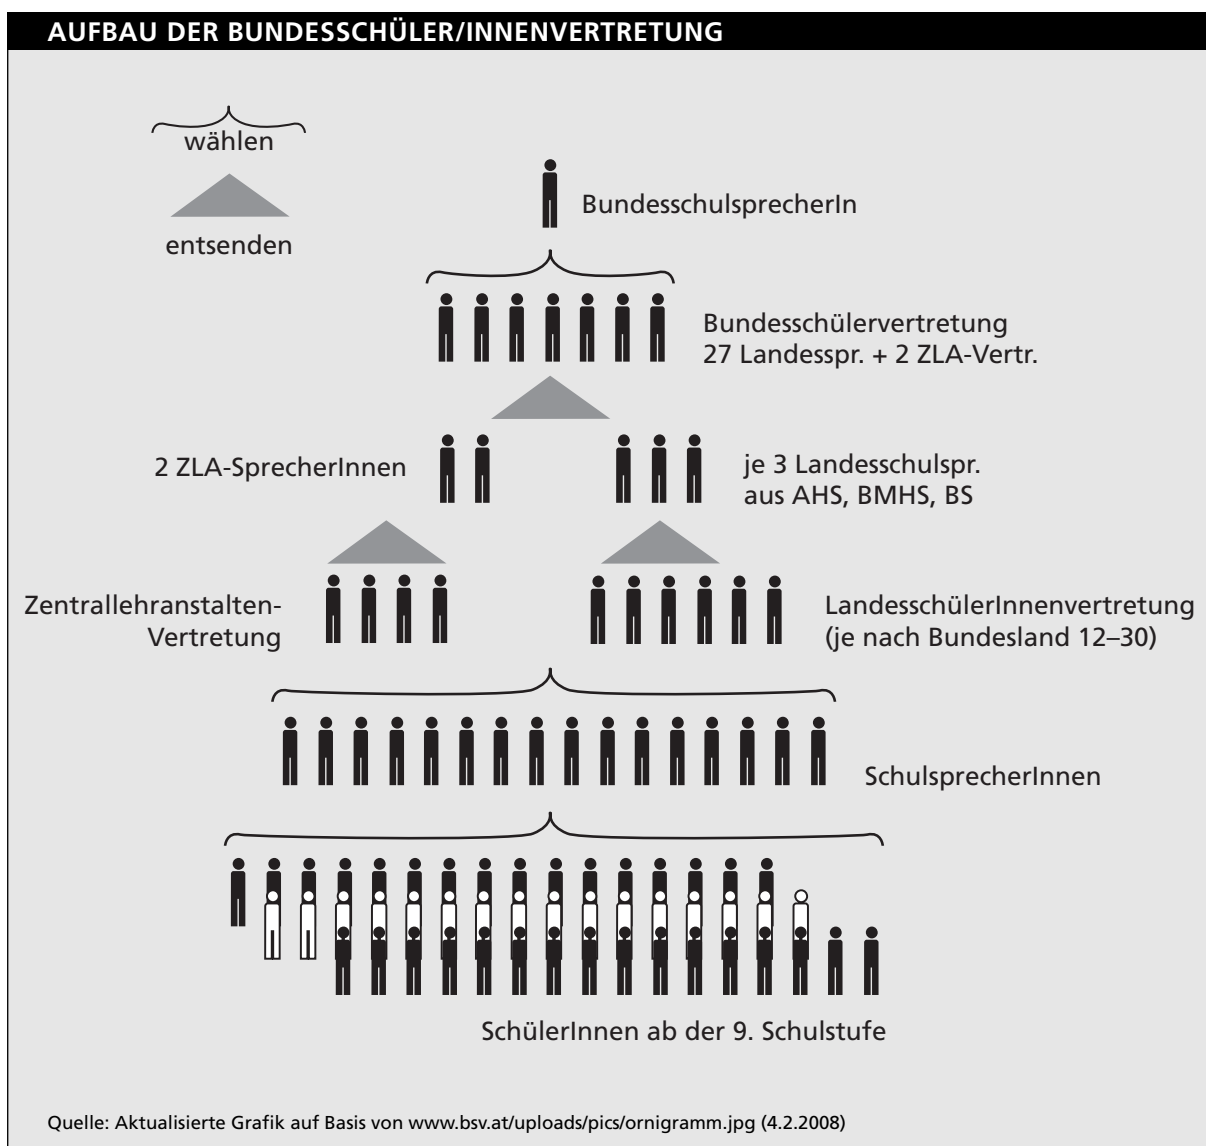 AUFBAU DER BUNDESSCHÜLER/INNENVERTRETUNG
wählen
entsenden
BundesschulsprecherIn
Bundesschülervertretung
27 Landesspr. + 2 ZLA-Vertr.
2 ZLA-SprecherInnen
je 3 Landesschulspr.
aus AHS, BMHS, BS
Zentrallehranstalten-
Vertretung
LandesschülerInnenvertretung
(je nach Bundesland 12–30)
SchulsprecherInnen
SchülerInnen ab der 9. Schulstufe
Quelle: Aktualisierte Grafik auf Basis von www.bsv.at/uploads/pics/ornigramm.jpg (4.2.2008)